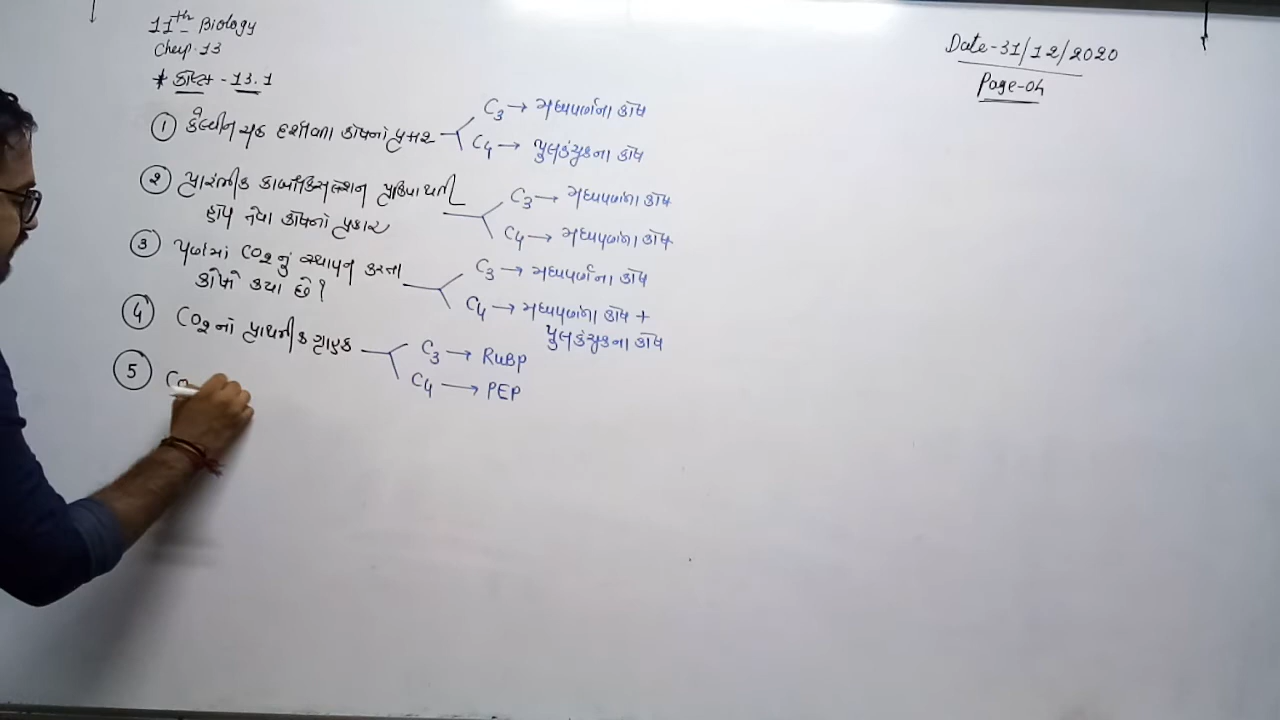 11th Biology
Chap-13
* કોષ્ટક - 13.1
Date-31/12/2020
Page-04
① કેલ્વીન ચક્ર દર્શાવતા કોષનાં પ્રકાર
C3 → મધ્યપર્ણના કોષ
C4 → પુલકંચુકના કોષ
② પ્રારંભીક કાર્બોક્સિલેશન પ્રક્રિયા થતી
હોય તેવા કોષનાં પ્રકાર
C3 → મધ્યપર્ણના કોષ
C4 → મધ્યપર્ણના કોષ
③ પર્ણમાં CO2 નું સ્થાપન કરતા
કોષો કયા છે?
C3 → મધ્યપર્ણના કોષ
C4 → મધ્યપર્ણના કોષ +
પુલકંચુકના કોષ
④ CO2 નાં પ્રાથમીક ગ્રાહક
C3 → RuBP
C4 → PEP
⑤ CO